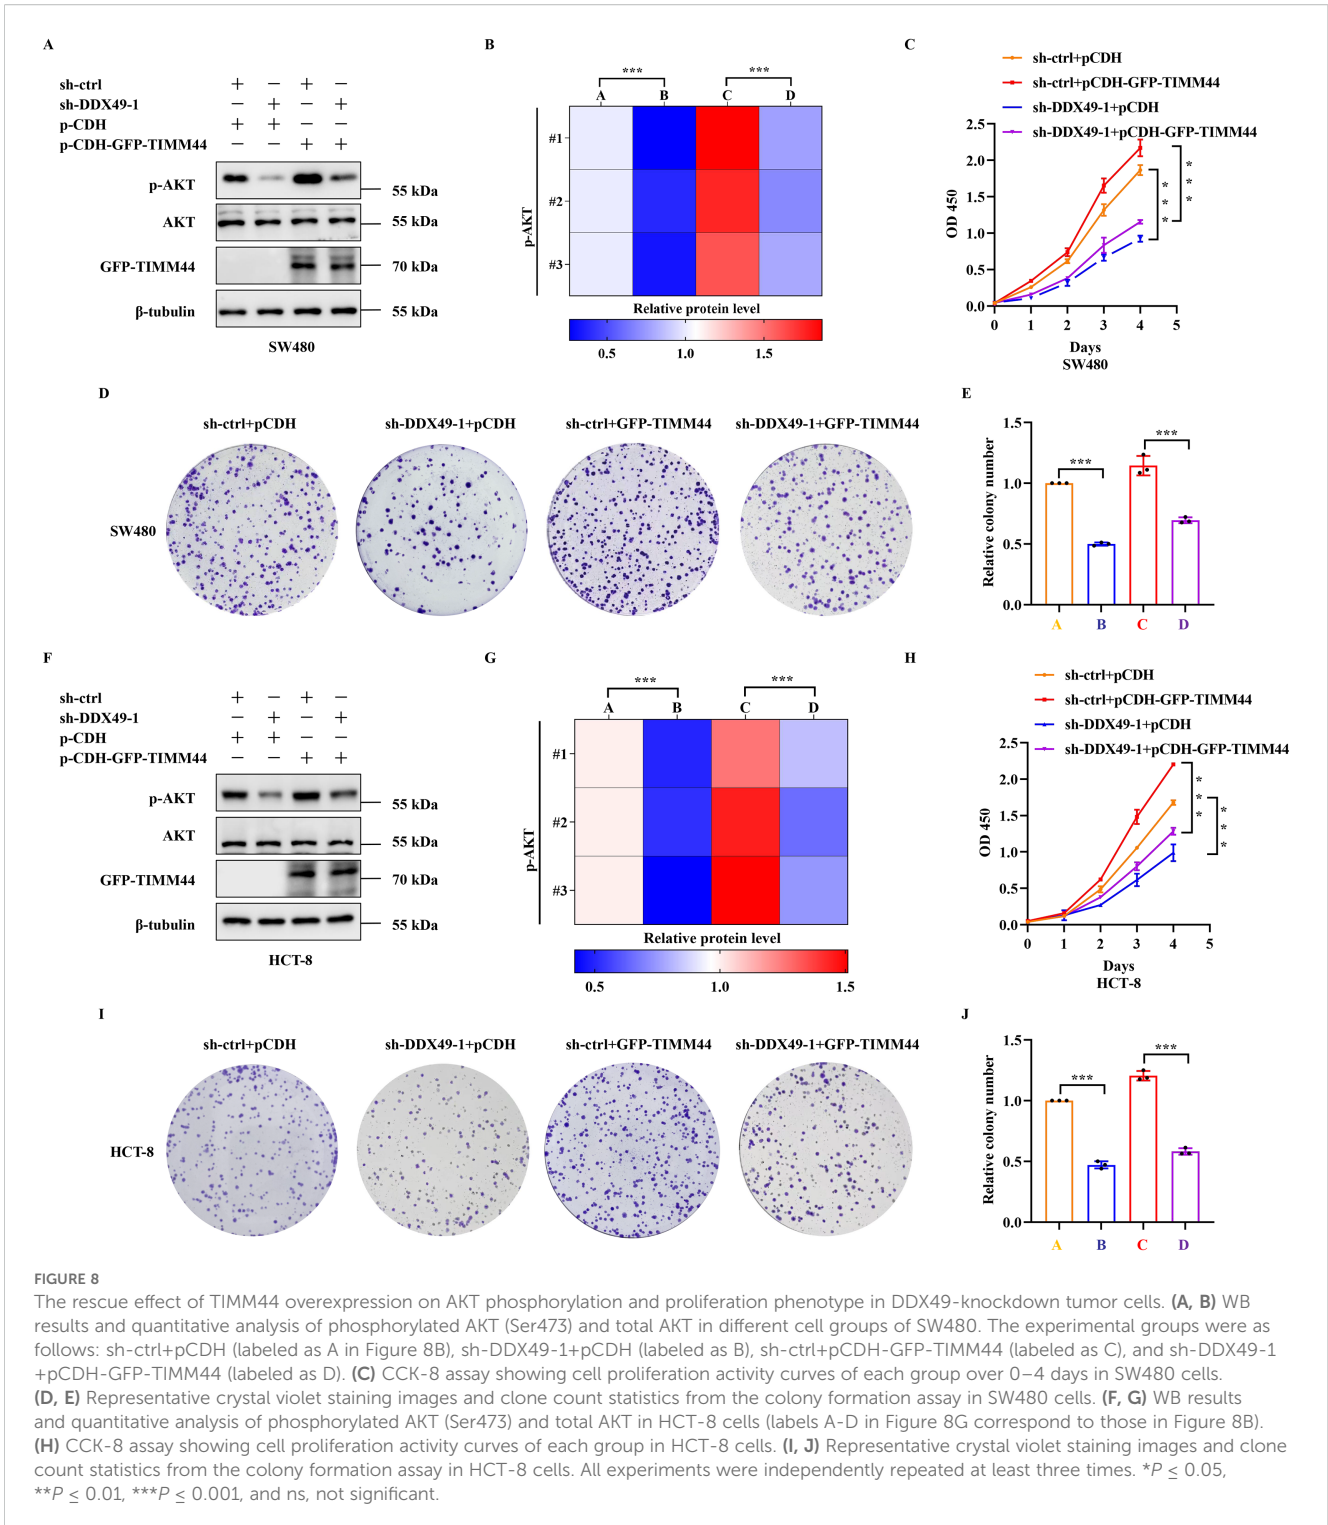 A
sh-ctrl + − + −
sh-DDX49-1 − + − +
p-CDH + + − −
p-CDH-GFP-TIMM44 − − + +
p-AKT
55 kDa
AKT
55 kDa
GFP-TIMM44
70 kDa
β-tubulin
55 kDa
SW480
B
*** ***
A B C D
p-AKT
#1
#2
#3
Relative protein level
0.5 1.0 1.5
C
sh-ctrl+pCDH
sh-ctrl+pCDH-GFP-TIMM44
sh-DDX49-1+pCDH
sh-DDX49-1+pCDH-GFP-TIMM44
OD 450
2.5
2.0
1.5
1.0
0.5
0.0
*** ***
0 1 2 3 4 5
Days
SW480
D
sh-ctrl+pCDH sh-DDX49-1+pCDH sh-ctrl+GFP-TIMM44 sh-DDX49-1+GFP-TIMM44
SW480
E
Relative colony number
1.5
1.0
0.5
0.0
*** ***
A B C D
F
sh-ctrl + − + −
sh-DDX49-1 − + − +
p-CDH + + − −
p-CDH-GFP-TIMM44 − − + +
p-AKT
55 kDa
AKT
55 kDa
GFP-TIMM44
70 kDa
β-tubulin
55 kDa
HCT-8
G
*** ***
A B C D
p-AKT
#1
#2
#3
Relative protein level
0.5 1.0 1.5
H
sh-ctrl+pCDH
sh-ctrl+pCDH-GFP-TIMM44
sh-DDX49-1+pCDH
sh-DDX49-1+pCDH-GFP-TIMM44
OD 450
2.5
2.0
1.5
1.0
0.5
0.0
*** ***
0 1 2 3 4 5
Days
HCT-8
I
sh-ctrl+pCDH sh-DDX49-1+pCDH sh-ctrl+GFP-TIMM44 sh-DDX49-1+GFP-TIMM44
HCT-8
J
Relative colony number
1.5
1.0
0.5
0.0
*** ***
A B C D
FIGURE 8
The rescue effect of TIMM44 overexpression on AKT phosphorylation and proliferation phenotype in DDX49-knockdown tumor cells. (A, B) WB
results and quantitative analysis of phosphorylated AKT (Ser473) and total AKT in different cell groups of SW480. The experimental groups were as
follows: sh-ctrl+pCDH (labeled as A in Figure 8B), sh-DDX49-1+pCDH (labeled as B), sh-ctrl+pCDH-GFP-TIMM44 (labeled as C), and sh-DDX49-1
+pCDH-GFP-TIMM44 (labeled as D). (C) CCK-8 assay showing cell proliferation activity curves of each group over 0–4 days in SW480 cells.
(D, E) Representative crystal violet staining images and clone count statistics from the colony formation assay in SW480 cells. (F, G) WB results
and quantitative analysis of phosphorylated AKT (Ser473) and total AKT in HCT-8 cells (labels A-D in Figure 8G correspond to those in Figure 8B).
(H) CCK-8 assay showing cell proliferation activity curves of each group in HCT-8 cells. (I, J) Representative crystal violet staining images and clone
count statistics from the colony formation assay in HCT-8 cells. All experiments were independently repeated at least three times. *P ≤ 0.05,
**P ≤ 0.01, ***P ≤ 0.001, and ns, not significant.